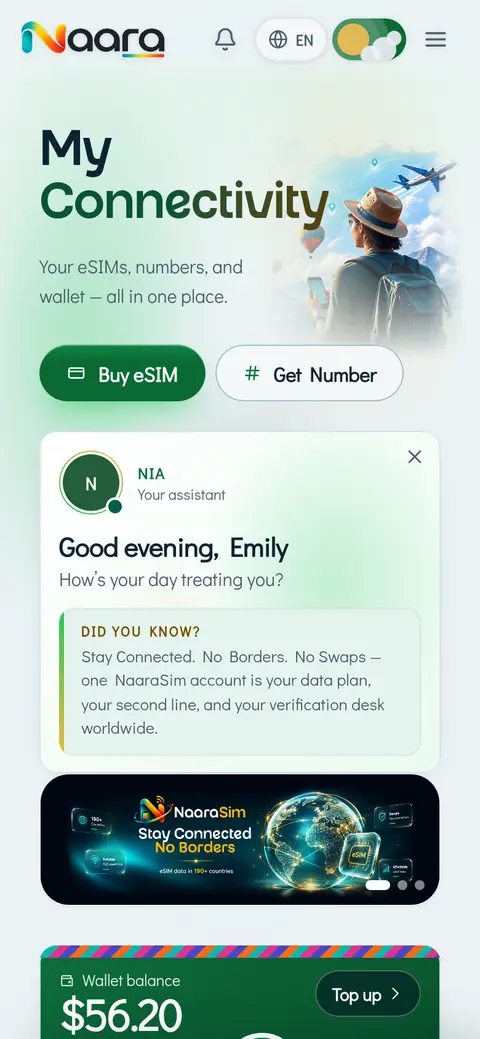 Naara
EN
My
Connectivity
Your eSIMs, numbers, and
wallet — all in one place.
Buy eSIM
# Get Number
N
NIA
Your assistant
Good evening, Emily
How's your day treating you?
DID YOU KNOW?
Stay Connected. No Borders. No Swaps —
one NaaraSim account is your data plan,
your second line, and your verification desk
worldwide.
NaaraSim
Stay Connected
No Borders
eSIM data in 190+ countries
190+
Secure
eSIM
Wallet balance
$56.20
Top up